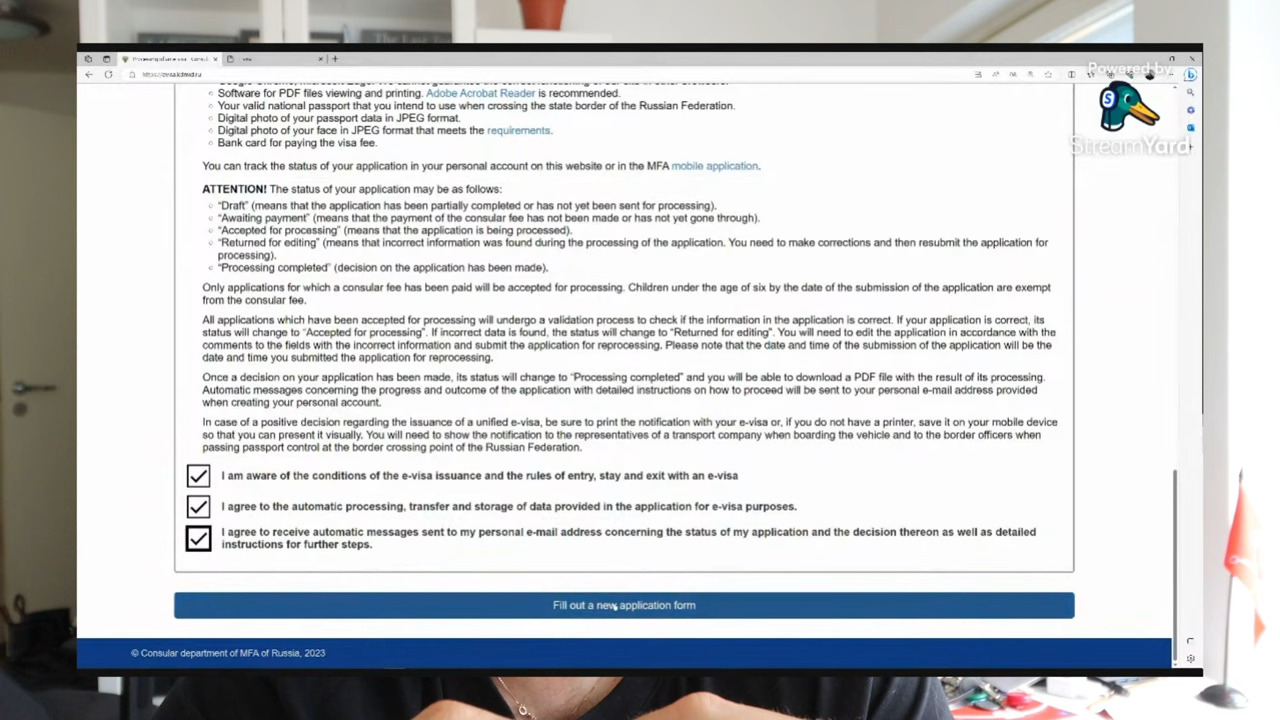 Powered by
StreamYard
https://evisa.kdmid.ru
Software for PDF files viewing and printing. Adobe Acrobat Reader is recommended.
Your valid national passport that you intend to use when crossing the state border of the Russian Federation.
Digital photo of your passport data in JPEG format.
Digital photo of your face in JPEG format that meets the requirements.
Bank card for paying the visa fee.
You can track the status of your application in your personal account on this website or in the MFA mobile application.
ATTENTION! The status of your application may be as follows:
“Draft” (means that the application has been partially completed or has not yet been sent for processing).
“Awaiting payment” (means that the payment of the consular fee has not been made or has not yet gone through).
“Accepted for processing” (means that the application is being processed).
“Returned for editing” (means that incorrect information was found during the processing of the application. You need to make corrections and then resubmit the application for
processing).
“Processing completed” (decision on the application has been made).
Only applications for which a consular fee has been paid will be accepted for processing. Children under the age of six by the date of the submission of the application are exempt
from the consular fee.
All applications which have been accepted for processing will undergo a validation process to check if the information in the application is correct. If your application is correct, its
status will change to “Accepted for processing”. If incorrect data is found, the status will change to “Returned for editing”. You will need to edit the application in accordance with the
comments to the fields with the incorrect information and submit the application for reprocessing. Please note that the date and time of the submission of the application will be the
date and time you submitted the application for reprocessing.
Once a decision on your application has been made, its status will change to “Processing completed” and you will be able to download a PDF file with the result of its processing.
Automatic messages concerning the progress and outcome of the application with detailed instructions on how to proceed will be sent to your personal e-mail address provided
when creating your personal account.
In case of a positive decision regarding the issuance of a unified e-visa, be sure to print the notification with your e-visa or, if you do not have a printer, save it on your mobile device
so that you can present it visually. You will need to show the notification to the representatives of a transport company when boarding the vehicle and to the border officers when
passing passport control at the border crossing point of the Russian Federation.
I am aware of the conditions of the e-visa issuance and the rules of entry, stay and exit with an e-visa
I agree to the automatic processing, transfer and storage of data provided in the application for e-visa purposes.
I agree to receive automatic messages sent to my personal e-mail address concerning the status of my application and the decision thereon as well as detailed
instructions for further steps.
Fill out a new application form
© Consular department of MFA of Russia, 2023